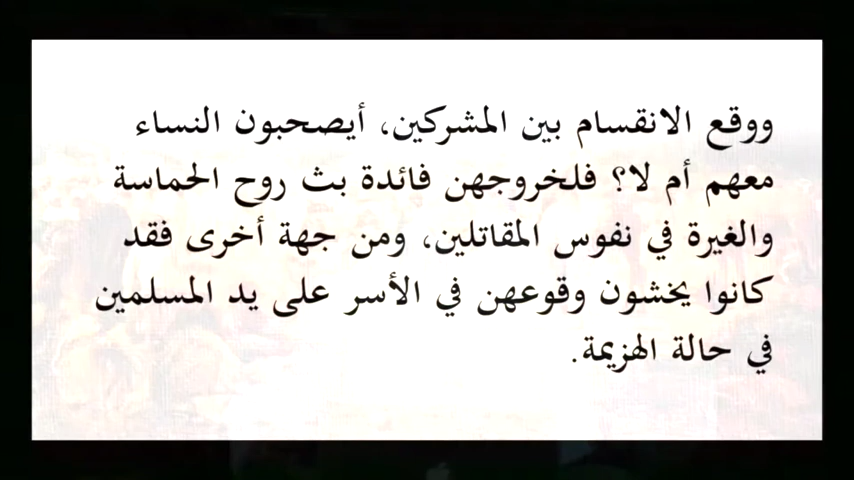 ووقع الانقسام بين المشركين، أيصحبون النساء
معهم أم لا؟ فلخروجهن فائدة بث روح الحماسة
والغيرة في نفوس المقاتلين، ومن جهة أخرى فقد
كانوا يخشون وقوعهن في الأسر على يد المسلمين
في حالة الهزيمة.